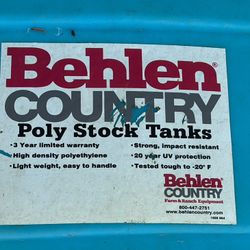 Behlen®
COUNTRY
Poly Stock Tanks
•3 Year limited warranty
•High density polyethylene
•Light weight, easy to handle
•Strong, impact resistant
•20 year UV protection
•Tested tough to -20° F
Behlen
COUNTRY
Farm & Ranch Equipment
800-447-2751
www.behlencountry.com